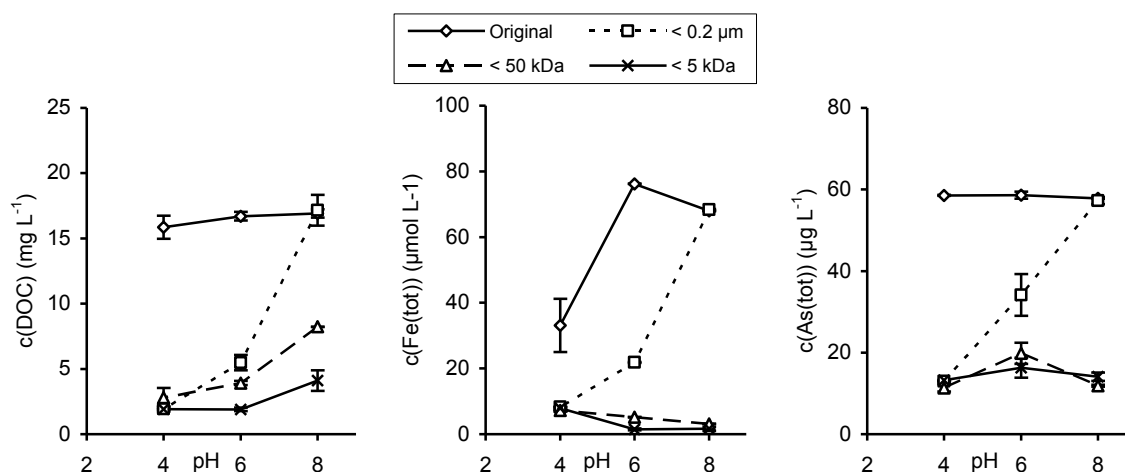 Original
< 0.2 µm
< 50 kDa
< 5 kDa
c(DOC) (mg L⁻¹)
25
20
15
10
5
0
2
4
pH
6
8
c(Fe(tot)) (µmol L-1)
100
80
60
40
20
0
2
4
pH
6
8
c(As(tot)) (µg L⁻¹)
80
60
40
20
0
2
4
pH
6
8